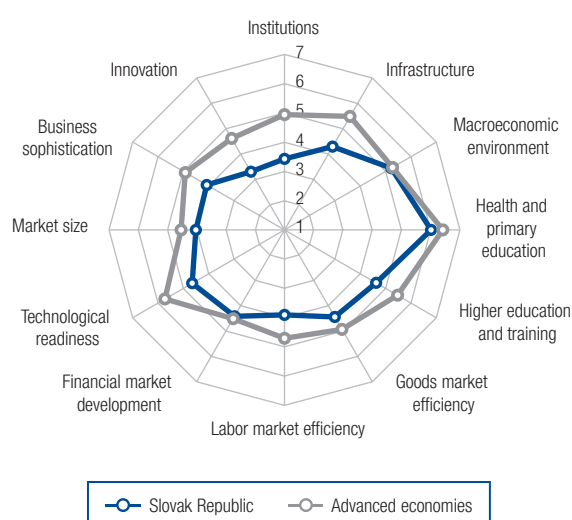 Institutions
7
Innovation
6
Infrastructure
5
Business
sophistication
4
Macroeconomic
environment
3
2
Market size
1
Health and
primary
education
Technological
readiness
Higher education
and training
Financial market
development
Goods market
efficiency
Labor market efficiency
Slovak Republic
Advanced economies